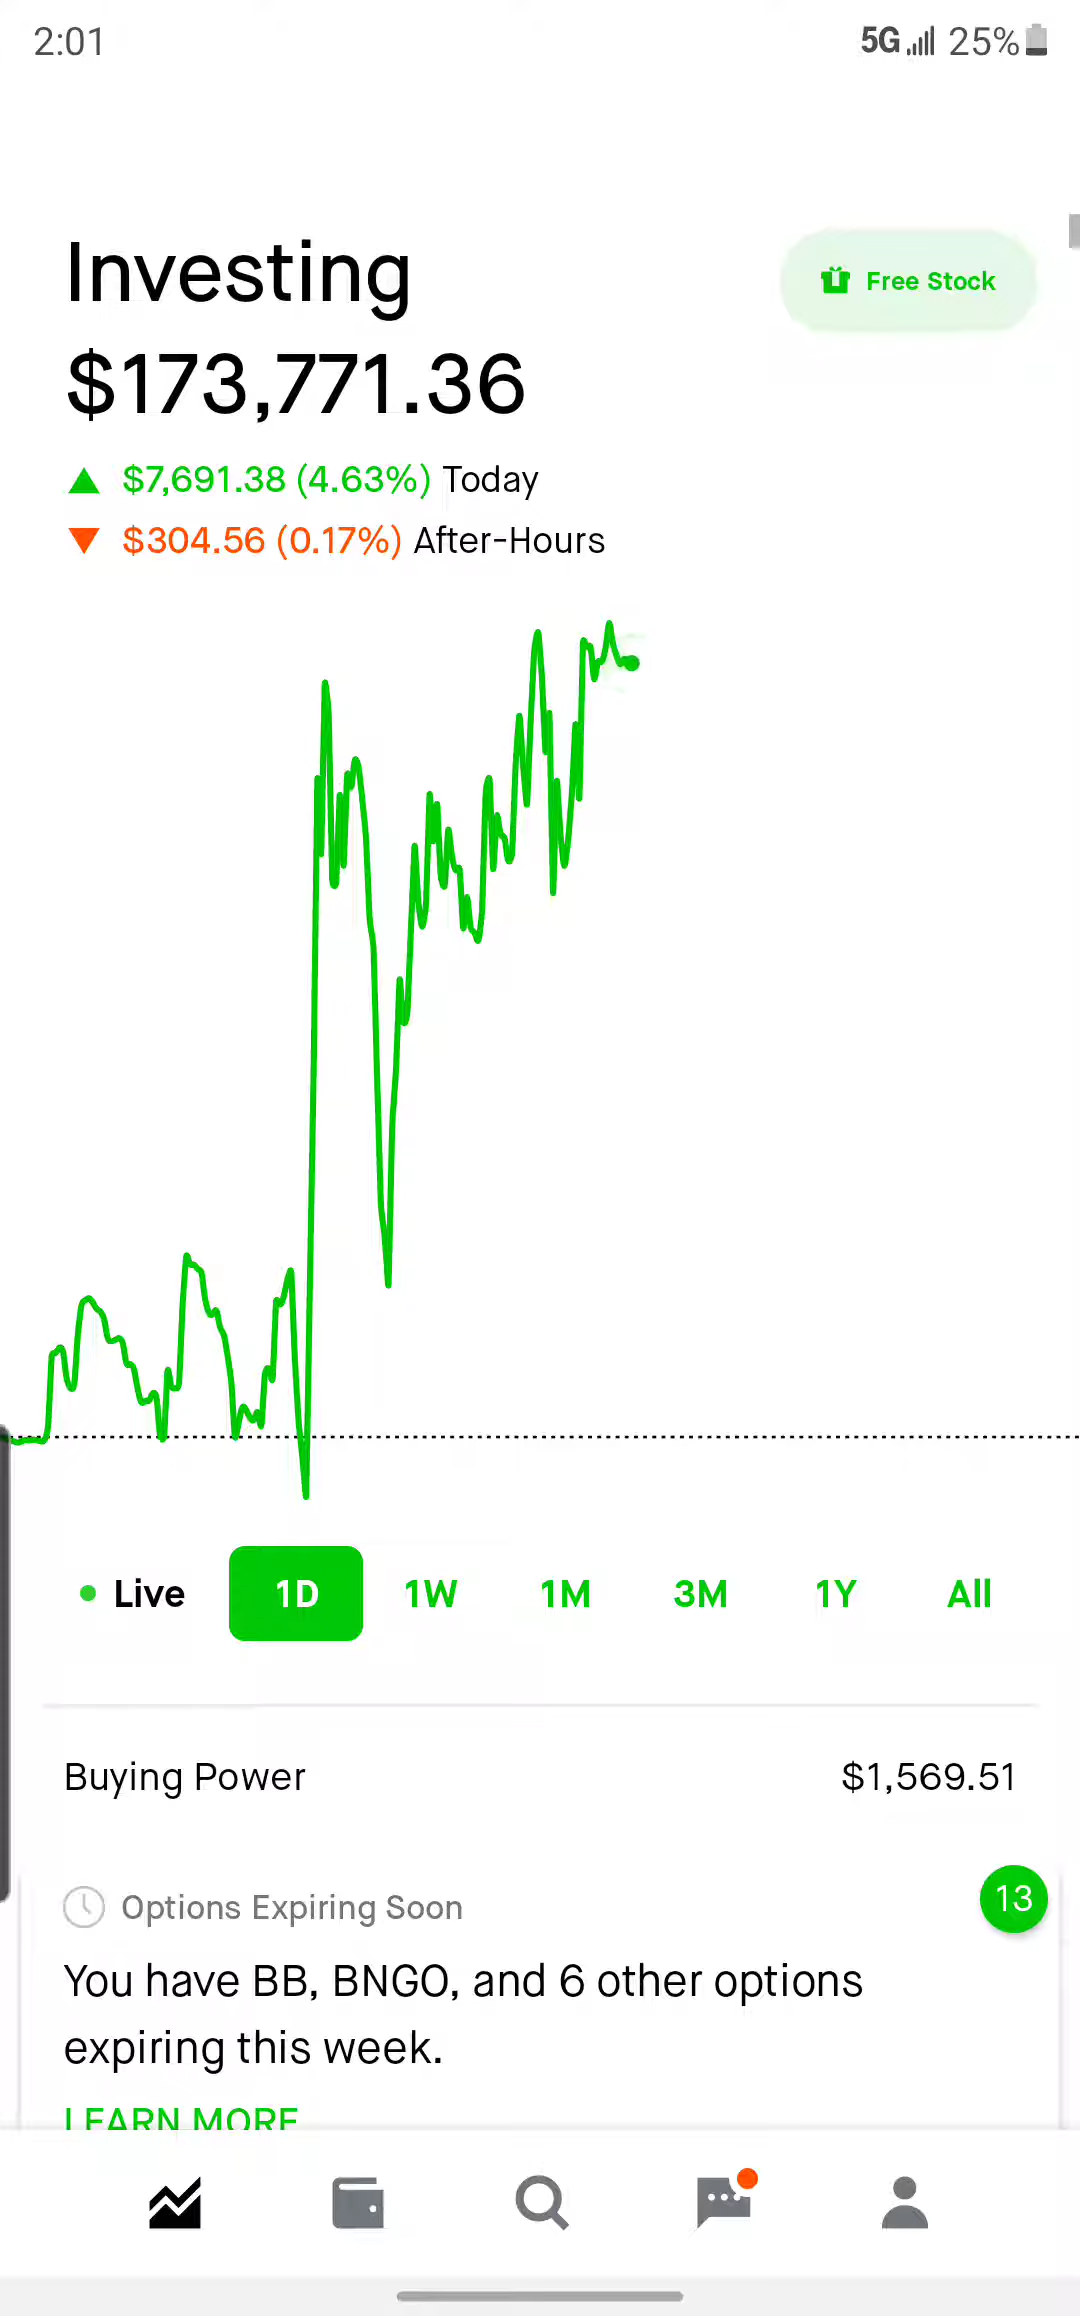 2:01
5G 25%
Investing
Free Stock
$173,771.36
$7,691.38 (4.63%) Today
$304.56 (0.17%) After-Hours
Live 1D 1W 1M 3M 1Y All
Buying Power $1,569.51
Options Expiring Soon
13
You have BB, BNGO, and 6 other options
expiring this week.
LEARN MORE